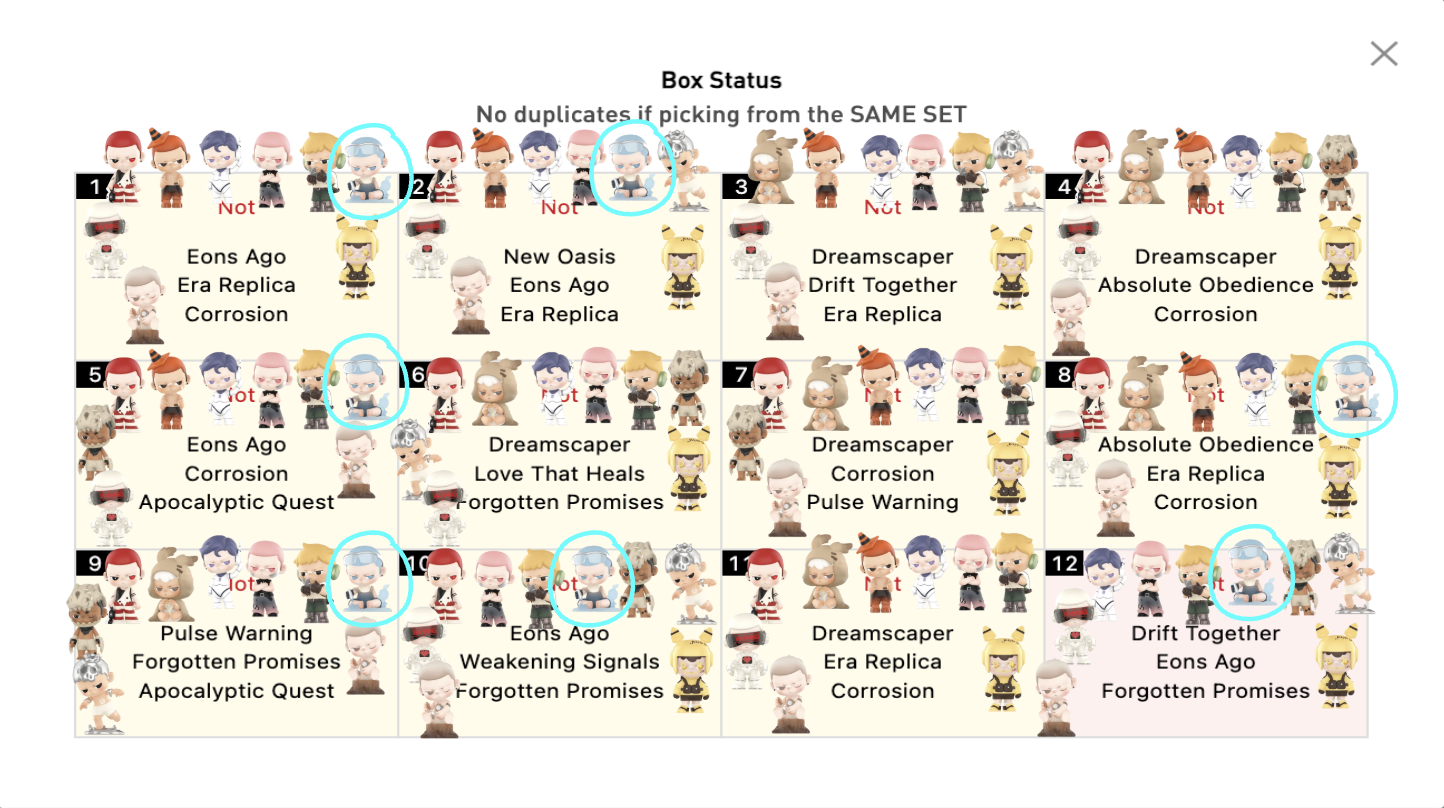 Box Status
No duplicates if picking from the SAME SET
1
Not
Eons Ago
Era Replica
Corrosion
2
Not
New Oasis
Eons Ago
Era Replica
3
Not
Dreamscaper
Drift Together
Era Replica
4
Not
Dreamscaper
Absolute Obedience
Corrosion
5
Not
Eons Ago
Corrosion
Apocalyptic Quest
6
Not
Dreamscaper
Love That Heals
Forgotten Promises
7
Not
Dreamscaper
Corrosion
Pulse Warning
8
Not
Absolute Obedience
Era Replica
Corrosion
9
Not
Pulse Warning
Forgotten Promises
Apocalyptic Quest
10
Not
Eons Ago
Weakening Signals
Forgotten Promises
11
Not
Dreamscaper
Era Replica
Corrosion
12
Drift Together
Eons Ago
Forgotten Promises